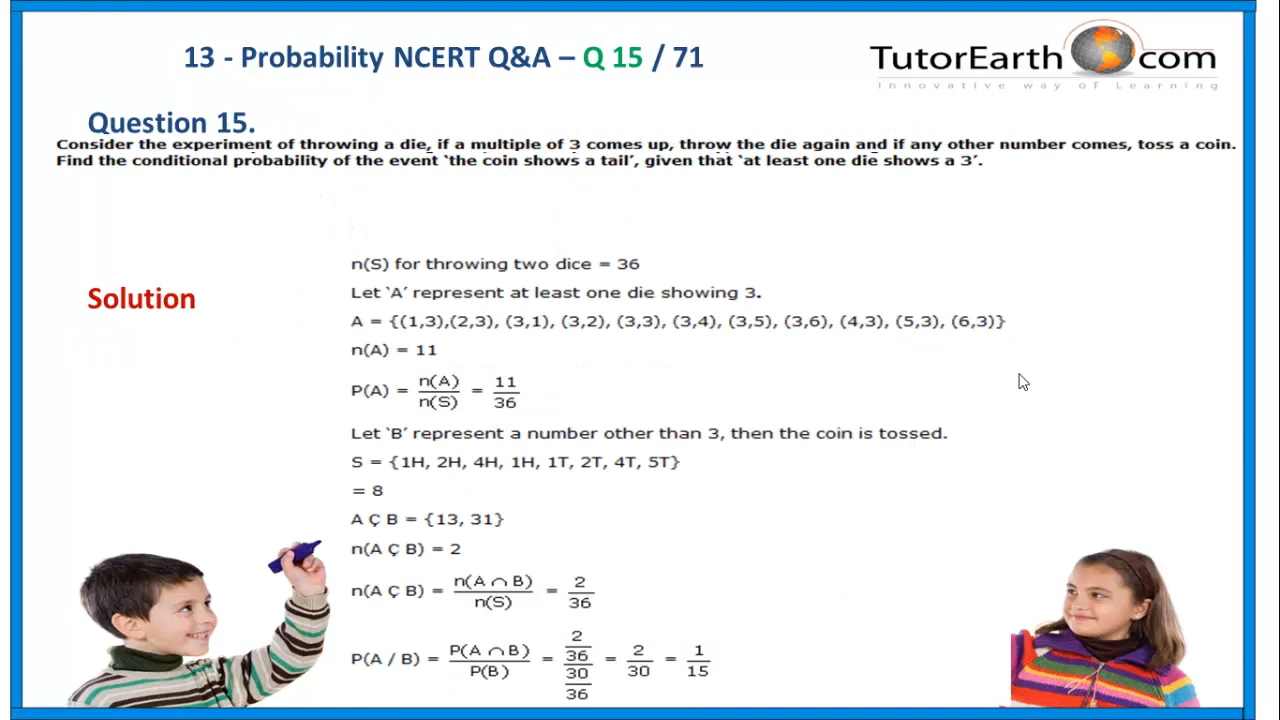 13 - Probability NCERT Q&A – Q 15 / 71
TutorEarth.com
Innovative way of Learning
Question 15.
Consider the experiment of throwing a die, if a multiple of 3 comes up, throw the die again and if any other number comes, toss a coin.
Find the conditional probability of the event ‘the coin shows a tail’, given that ‘at least one die shows a 3’.
Solution
n(S) for throwing two dice = 36
Let ‘A’ represent at least one die showing 3.
A = {(1,3),(2,3), (3,1), (3,2), (3,3), (3,4), (3,5), (3,6), (4,3), (5,3), (6,3)}
n(A) = 11
P(A) = n(A)/n(S) = 11/36
Let ‘B’ represent a number other than 3, then the coin is tossed.
S = {1H, 2H, 4H, 1H, 1T, 2T, 4T, 5T}
= 8
A Ç B = {13, 31}
n(A Ç B) = 2
n(A Ç B) = n(A ∩ B)/n(S) = 2/36
P(A / B) = P(A ∩ B)/P(B) = (2/36)/(30/36) = 2/30 = 1/15